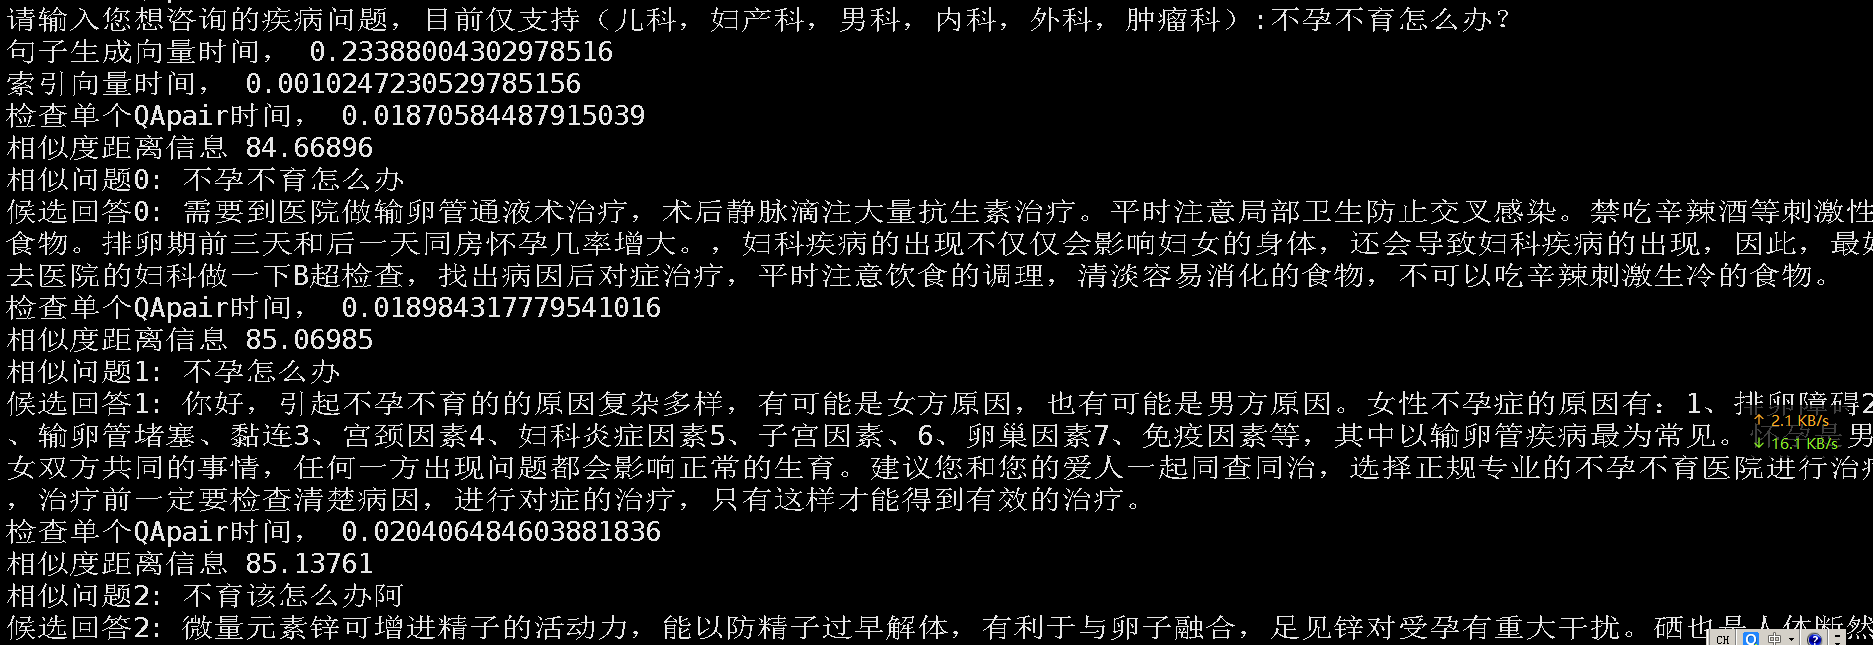 请输入您想咨询的疾病问题，目前仅支持（儿科，妇产科，男科，内科，外科，肿瘤科）:不孕不育怎么办？
句子生成向量时间， 0.23388004302978516
索引向量时间， 0.0010247230529785156
检查单个QApair时间， 0.01870584487915039
相似度距离信息 84.66896
相似问题0: 不孕不育怎么办
候选回答0: 需要到医院做输卵管通液术治疗，术后静脉滴注大量抗生素治疗。平时注意局部卫生防止交叉感染。禁吃辛辣酒等刺激性
食物。排卵期前三天和后一天同房怀孕几率增大。，妇科疾病的出现不仅仅会影响妇女的身体，还会导致妇科疾病的出现，因此，最好
去医院的妇科做一下B超检查，找出病因后对症治疗，平时注意饮食的调理，清淡容易消化的食物，不可以吃辛辣刺激生冷的食物。
检查单个QApair时间， 0.018984317779541016
相似度距离信息 85.06985
相似问题1: 不孕怎么办
候选回答1: 你好，引起不孕不育的的原因复杂多样，有可能是女方原因，也有可能是男方原因。女性不孕症的原因有：1、排卵障碍2
、输卵管堵塞、黏连3、宫颈因素4、妇科炎症因素5、子宫因素、6、卵巢因素7、免疫因素等，其中以输卵管疾病最为常见。 怀孕是男
女双方共同的事情，任何一方出现问题都会影响正常的生育。建议您和您的爱人一起同查同治，选择正规专业的不孕不育医院进行治疗
，治疗前一定要检查清楚病因，进行对症的治疗，只有这样才能得到有效的治疗。
检查单个QApair时间， 0.020406484603881836
相似度距离信息 85.13761
相似问题2: 不育该怎么办阿
候选回答2: 微量元素锌可增进精子的活动力，能以防精子过早解体，有利于与卵子融合，足见锌对受孕有重大干扰。硒也是人体断然
↑ 2.1 KB/s
↓ 16.1 KB/s
CH 中